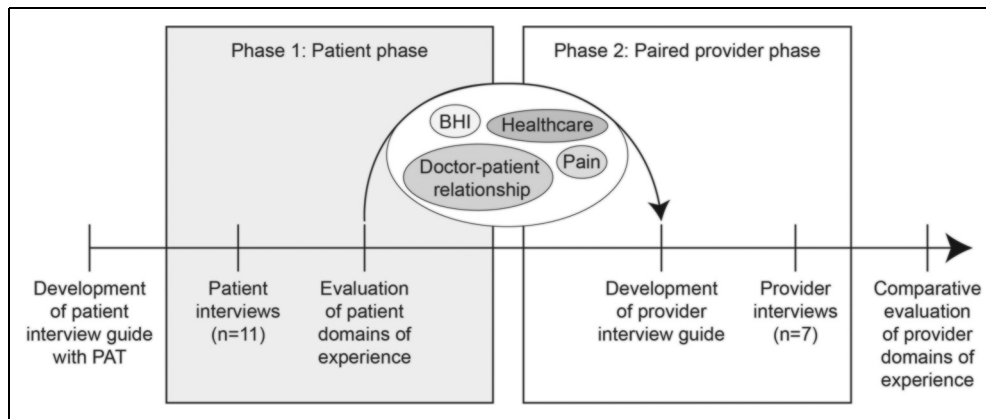 Phase 1: Patient phase
Phase 2: Paired provider phase
BHI
Healthcare
Doctor-patient
relationship
Pain
Development
of patient
interview guide
with PAT
Patient
interviews
(n=11)
Evaluation
of patient
domains of
experience
Development
of provider
interview guide
Provider
interviews
(n=7)
Comparative
evaluation
of provider
domains of
experience